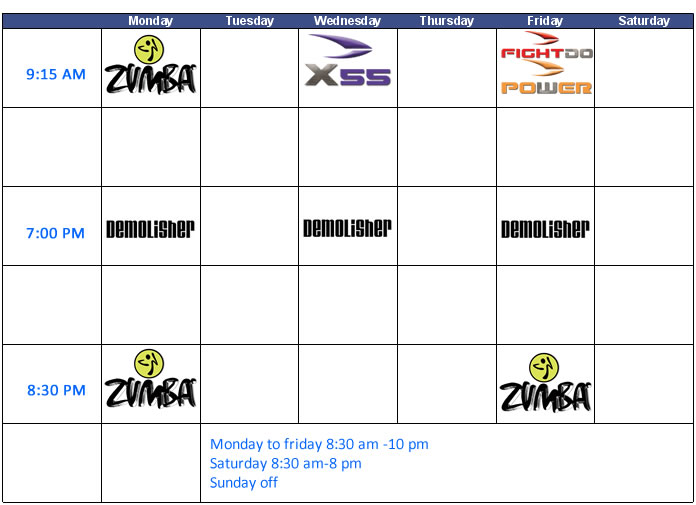 Monday Tuesday Wednesday Thursday Friday Saturday
9:15 AM ZUMBA X55 FIGHTDO
POWER
7:00 PM DEMOLisHer DEMOLisHer DEMOLisHer
8:30 PM ZUMBA ZUMBA
Monday to friday 8:30 am -10 pm
Saturday 8:30 am-8 pm
Sunday off